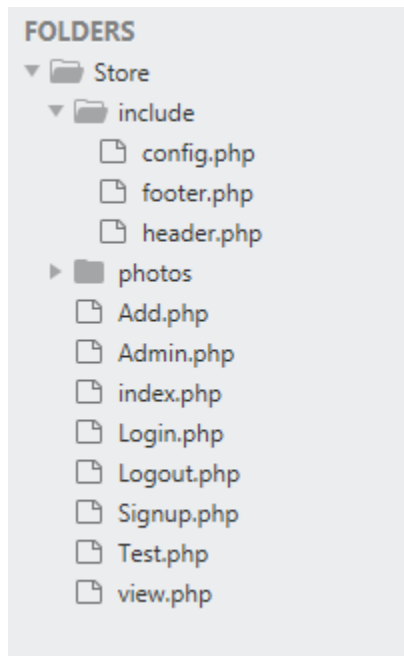 FOLDERS
Store
include
config.php
footer.php
header.php
photos
Add.php
Admin.php
index.php
Login.php
Logout.php
Signup.php
Test.php
view.php